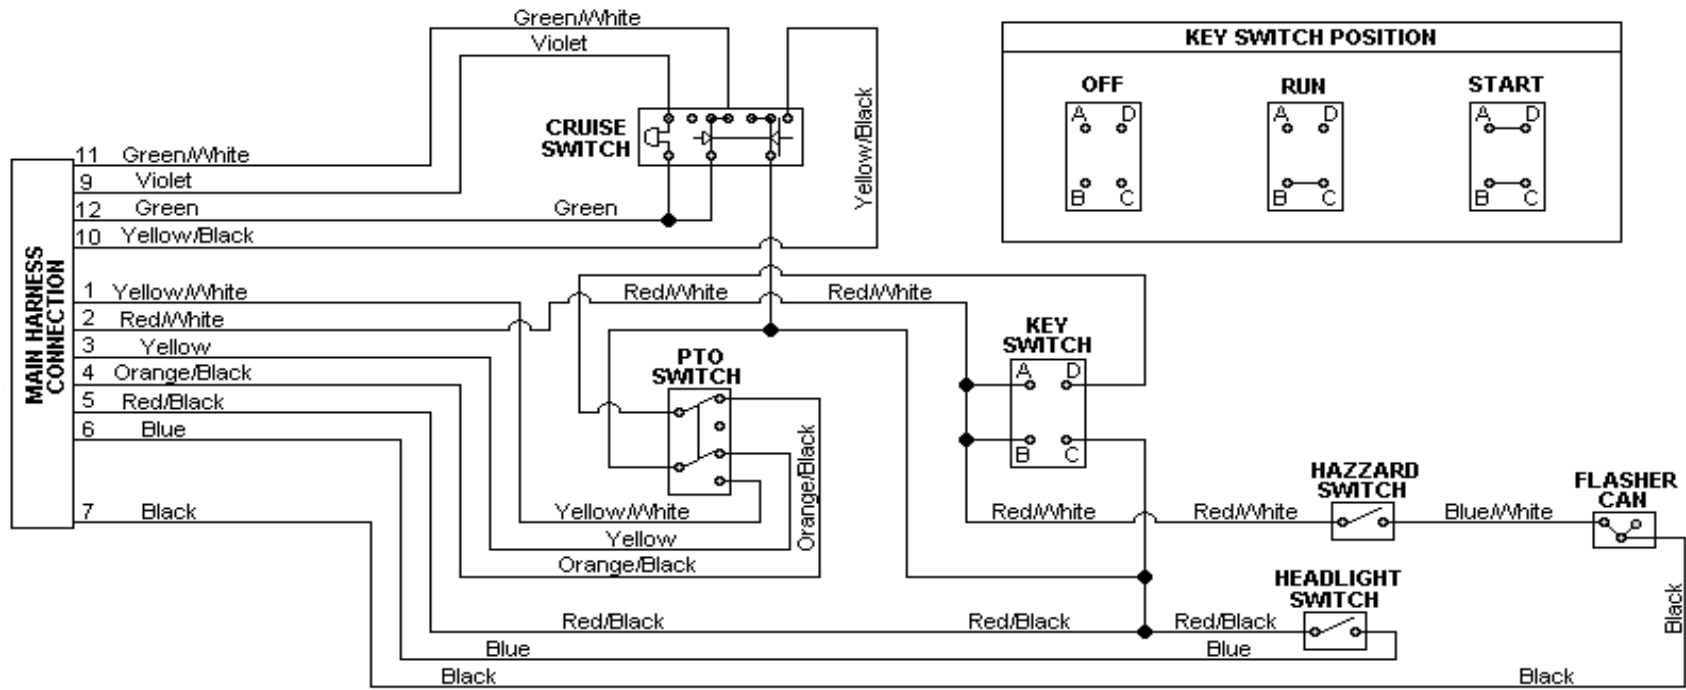 Green/White
Violet
CRUISE
SWITCH
Yellow/Black
11 Green/White
9 Violet
12 Green
Green
10 Yellow/Black
MAIN HARNESS
CONNECTION
1 Yellow/White
2 Red/White
3 Yellow
4 Orange/Black
5 Red/Black
6 Blue
7 Black
Red/White
Red/White
PTO
SWITCH
Orange/Black
Yellow/White
Yellow
Orange/Black
KEY SWITCH POSITION
OFF
RUN
START
A D
B C
A D
B C
A D
B C
KEY
SWITCH
A D
B C
Red/White
Red/White
HAZZARD
SWITCH
Blue/White
FLASHER
CAN
HEADLIGHT
SWITCH
Black
Red/Black
Red/Black
Red/Black
Blue
Blue
Black
Black